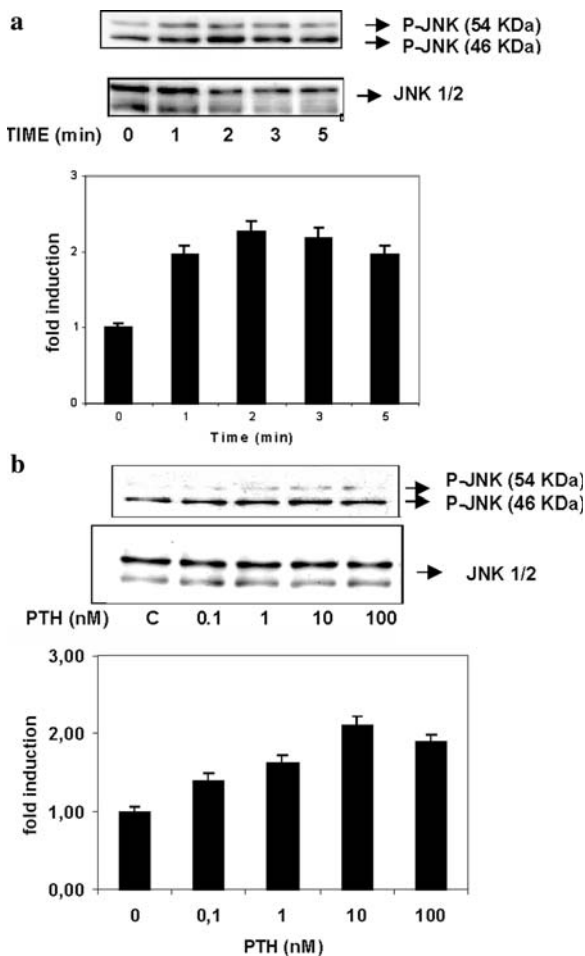 a
P-JNK (54 KDa)
P-JNK (46 KDa)
JNK 1/2
TIME (min) 0 1 2 3 5
3
2
1
0
fold induction
0 1 2 3 5
Time (min)
b
P-JNK (54 KDa)
P-JNK (46 KDa)
JNK 1/2
PTH (nM) C 0.1 1 10 100
3,00
2,00
1,00
0,00
fold induction
0 0,1 1 10 100
PTH (nM)